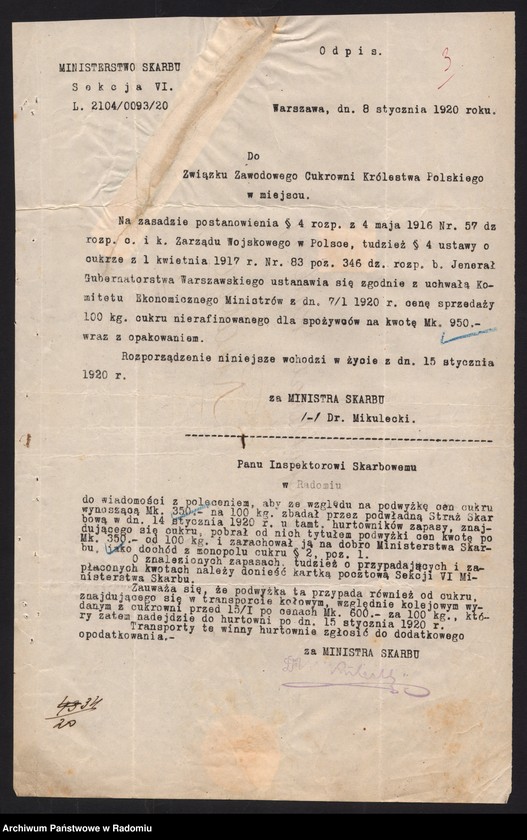 Odpis.
3
MINISTERSTWO SKARBU
Sekcja VI.
L. 2104/0093/20
Warszawa, dn. 8 stycznia 1920 roku.
Do
Związku Zawodowego Cukrowni Królestwa Polskiego
w miejscu.
Na zasadzie postanowienia § 4 rozp. z 4 maja 1916 Nr. 57 dz
rozp. c. i k. Zarządu Wojskowego w Polsce, tudzież § 4 ustawy o
cukrze z 1 kwietnia 1917 r. Nr. 83 poz. 346 dz. rozp. b. Jenerał
Gubernatorstwa Warszawskiego ustanawia się zgodnie z uchwałą Ko-
mitetu Ekonomicznego Ministrów z dn. 7/1 1920 r. cenę sprzedaży
100 kg. cukru nierafinowanego dla spożywców na kwotę Mk. 950.-
wraz z opakowaniem.
Rozporządzenie niniejsze wchodzi w życie z dn. 15 stycznia
1920 r.
za MINISTRA SKARBU
/-/ Dr. Mikulecki.
Panu Inspektorowi Skarbowemu
w Radomiu
do wiadomości z poleceniem, aby ze względu na podwyżkę cen cukru
wynoszącą Mk. 350.- na 100 kg. zbadał przez podwładną Straż Skar
bową w dn. 14 stycznia 1920 r. u tamt. hurtowników zapasy, znaj-
dującego się cukru, pobrał od nich tytułem podwyżki cen kwotę po
Mk. 350.- od 100 kg. i zarachował ją na dobro Ministerstwa Skar-
bu, jako dochód z monopolu cukru § 2, poz. 1.
O znalezionych zapasach, tudzież o przypadających i za-
płaconych kwotach należy donieść kartką pocztową Sekcji VI Mi-
nisterstwa Skarbu.
Zauważa się, że podwyżka ta przypada również od cukru,
znajdującego się w transporcie kołowym, względnie kolejowym wy-
danym z cukrowni przed 15/I po cenach Mk. 600.- za 100 kg., któ-
ry zatem nadejdzie do hurtowni po dn. 15 stycznia 1920 r.
Transporty te winny hurtownie zgłosić do dodatkowego
opodatkowania.-
za MINISTRA SKARBU
20
Archiwum Państwowe w Radomiu